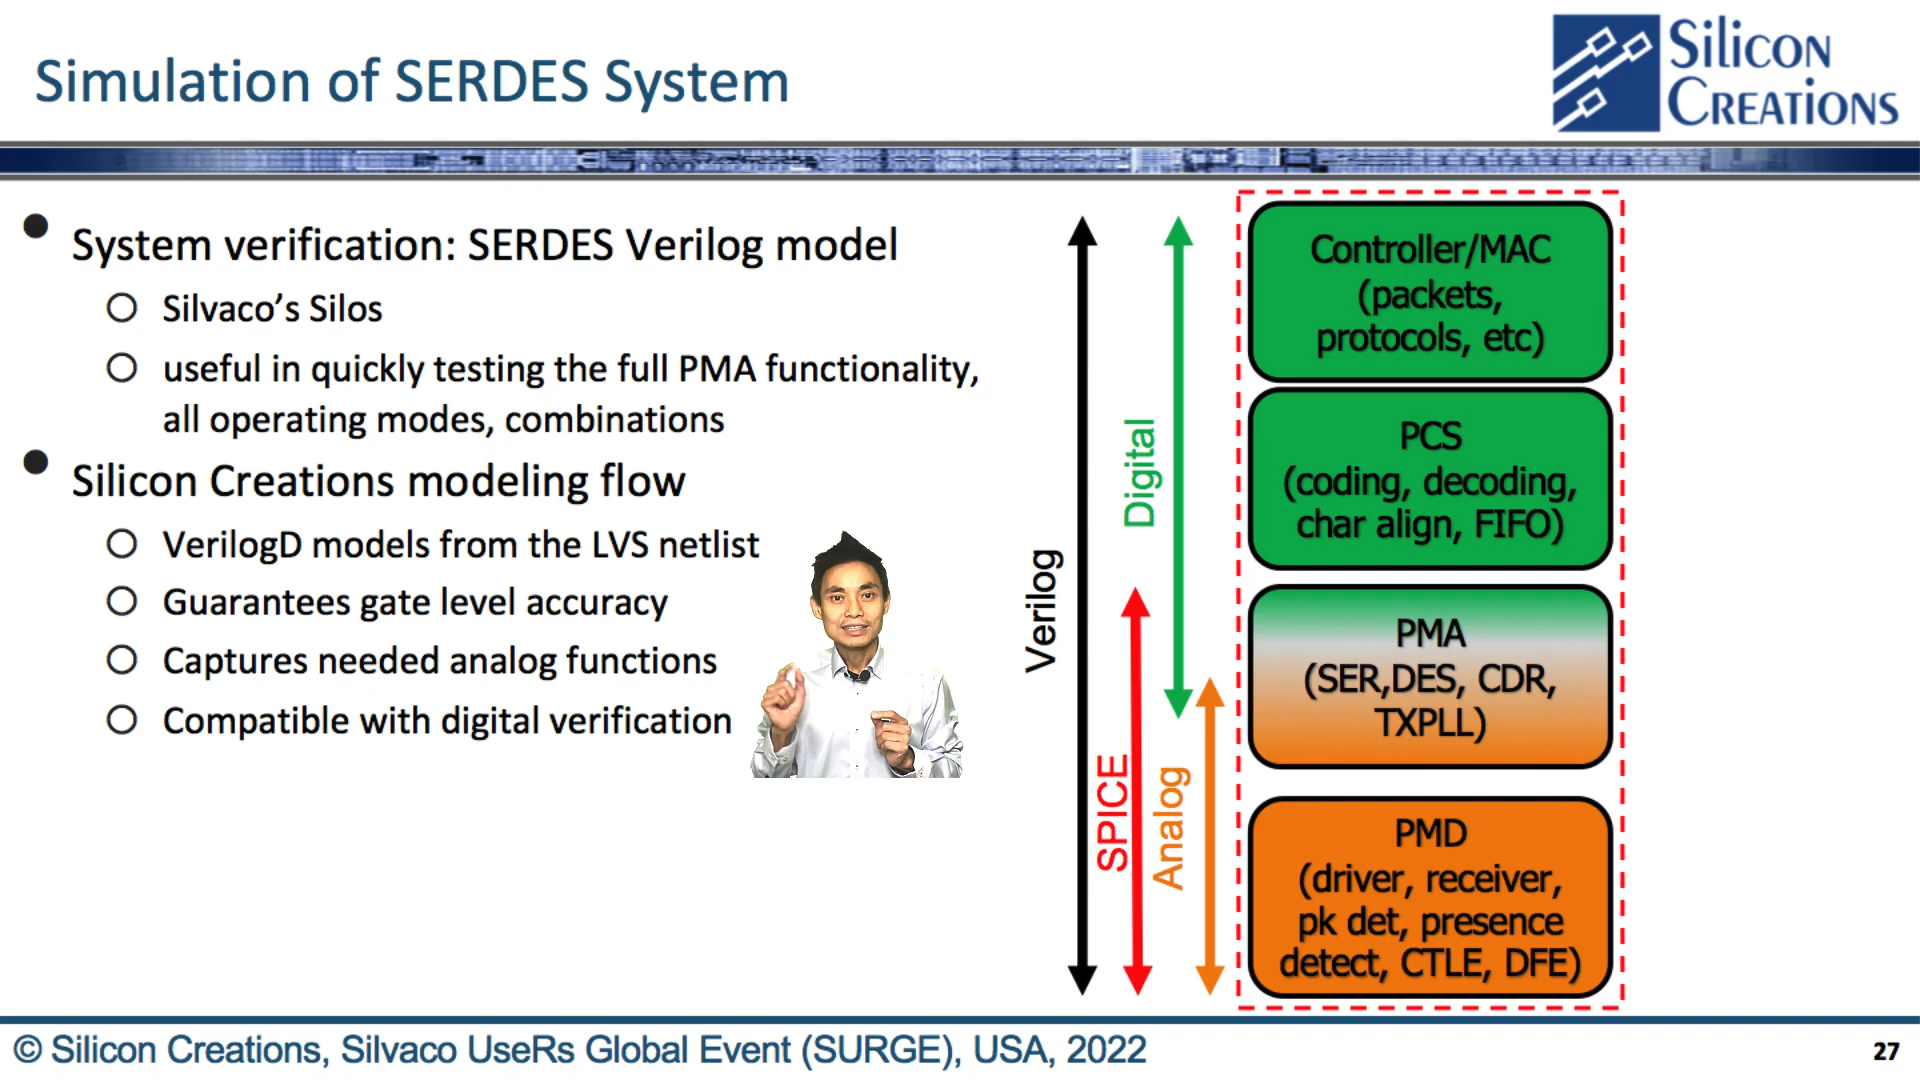 Simulation of SERDES System
Silicon
Creations
System verification: SERDES Verilog model
Silvaco’s Silos
useful in quickly testing the full PMA functionality,
all operating modes, combinations
Silicon Creations modeling flow
VerilogD models from the LVS netlist
Guarantees gate level accuracy
Captures needed analog functions
Compatible with digital verification
Verilog
SPICE
Digital
Analog
Controller/MAC
(packets,
protocols, etc)
PCS
(coding, decoding,
char align, FIFO)
PMA
(SER,DES, CDR,
TXPLL)
PMD
(driver, receiver,
pk det, presence
detect, CTLE, DFE)
© Silicon Creations, Silvaco UseRs Global Event (SURGE), USA, 2022
27